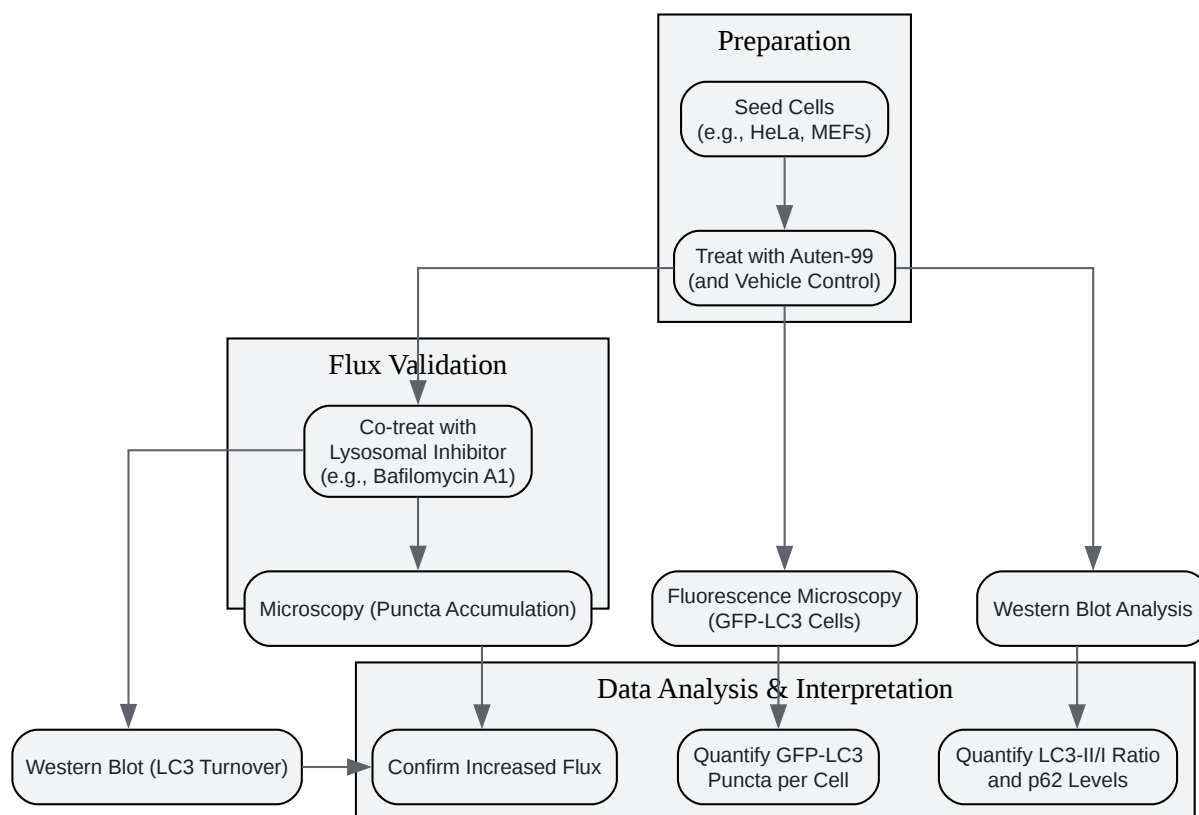 Preparation
Seed Cells
(e.g., HeLa, MEFs)
Treat with Auten-99
(and Vehicle Control)
Flux Validation
Co-treat with
Lysosomal Inhibitor
(e.g., Bafilomycin A1)
Microscopy (Puncta Accumulation)
Fluorescence Microscopy
(GFP-LC3 Cells)
Western Blot Analysis
Data Analysis & Interpretation
Western Blot (LC3 Turnover)
Confirm Increased Flux
Quantify GFP-LC3
Puncta per Cell
Quantify LC3-II/I Ratio
and p62 Levels